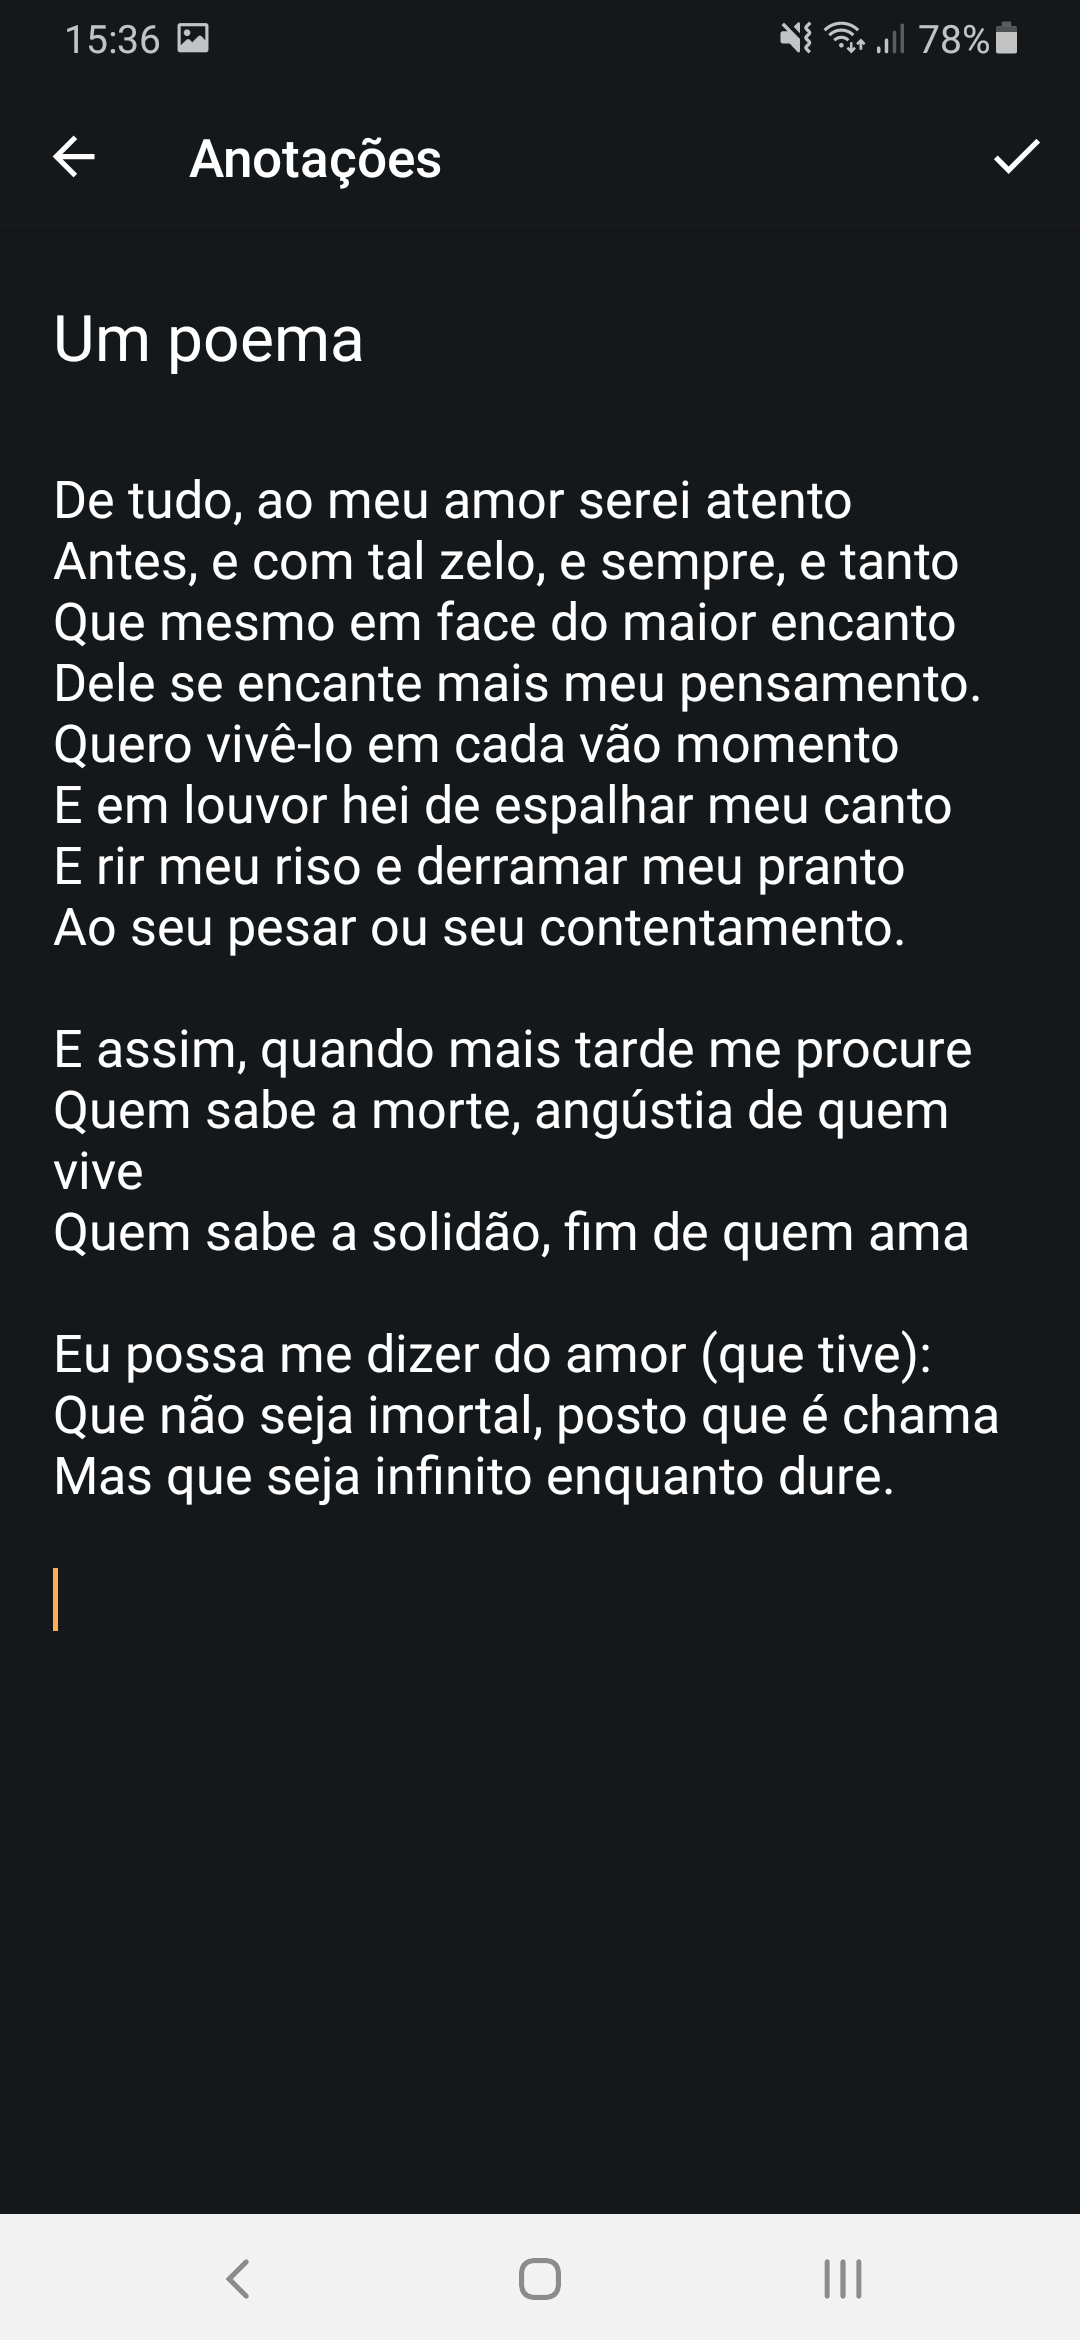 15:36 78%
Anotações
Um poema
De tudo, ao meu amor serei atento
Antes, e com tal zelo, e sempre, e tanto
Que mesmo em face do maior encanto
Dele se encante mais meu pensamento.
Quero vivê-lo em cada vão momento
E em louvor hei de espalhar meu canto
E rir meu riso e derramar meu pranto
Ao seu pesar ou seu contentamento.
E assim, quando mais tarde me procure
Quem sabe a morte, angústia de quem
vive
Quem sabe a solidão, fim de quem ama
Eu possa me dizer do amor (que tive):
Que não seja imortal, posto que é chama
Mas que seja infinito enquanto dure.